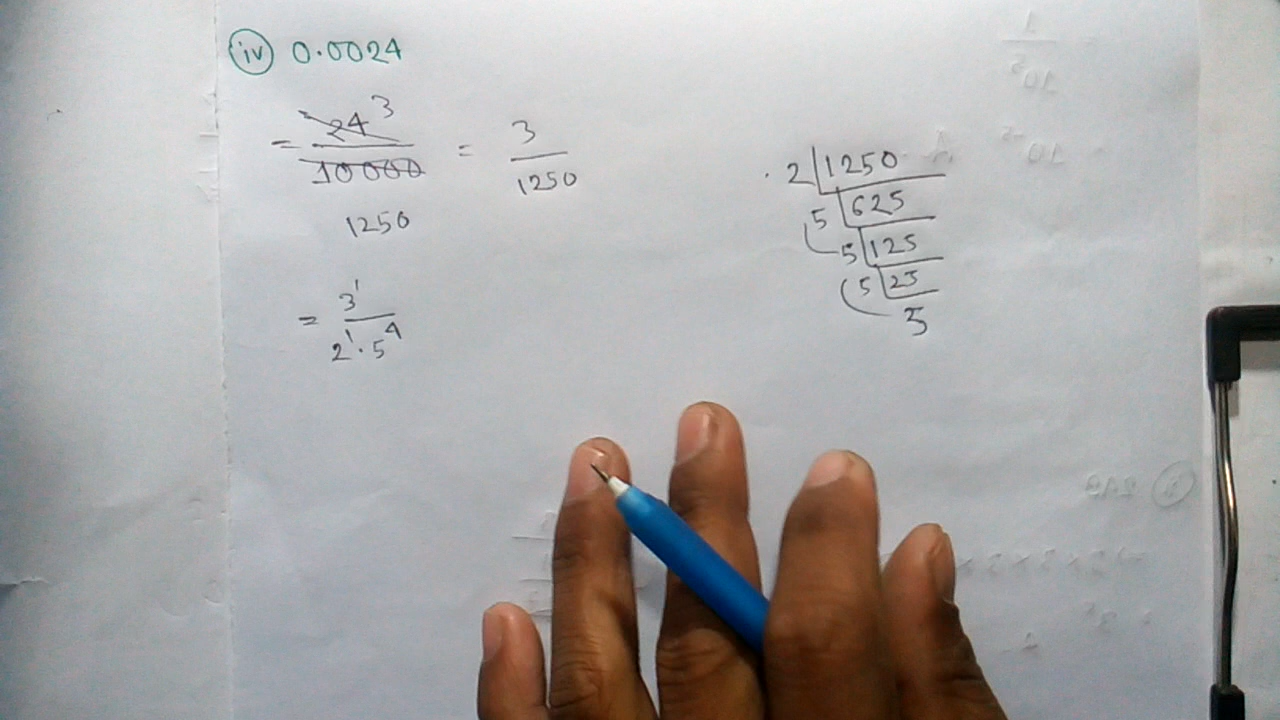 (iv) 0.0024
= 24 3 / 10000 1250 = 3 / 1250
= 3¹ / 2¹ · 5⁴
2 | 1250
5 | 625
5 | 125
5 | 25
5